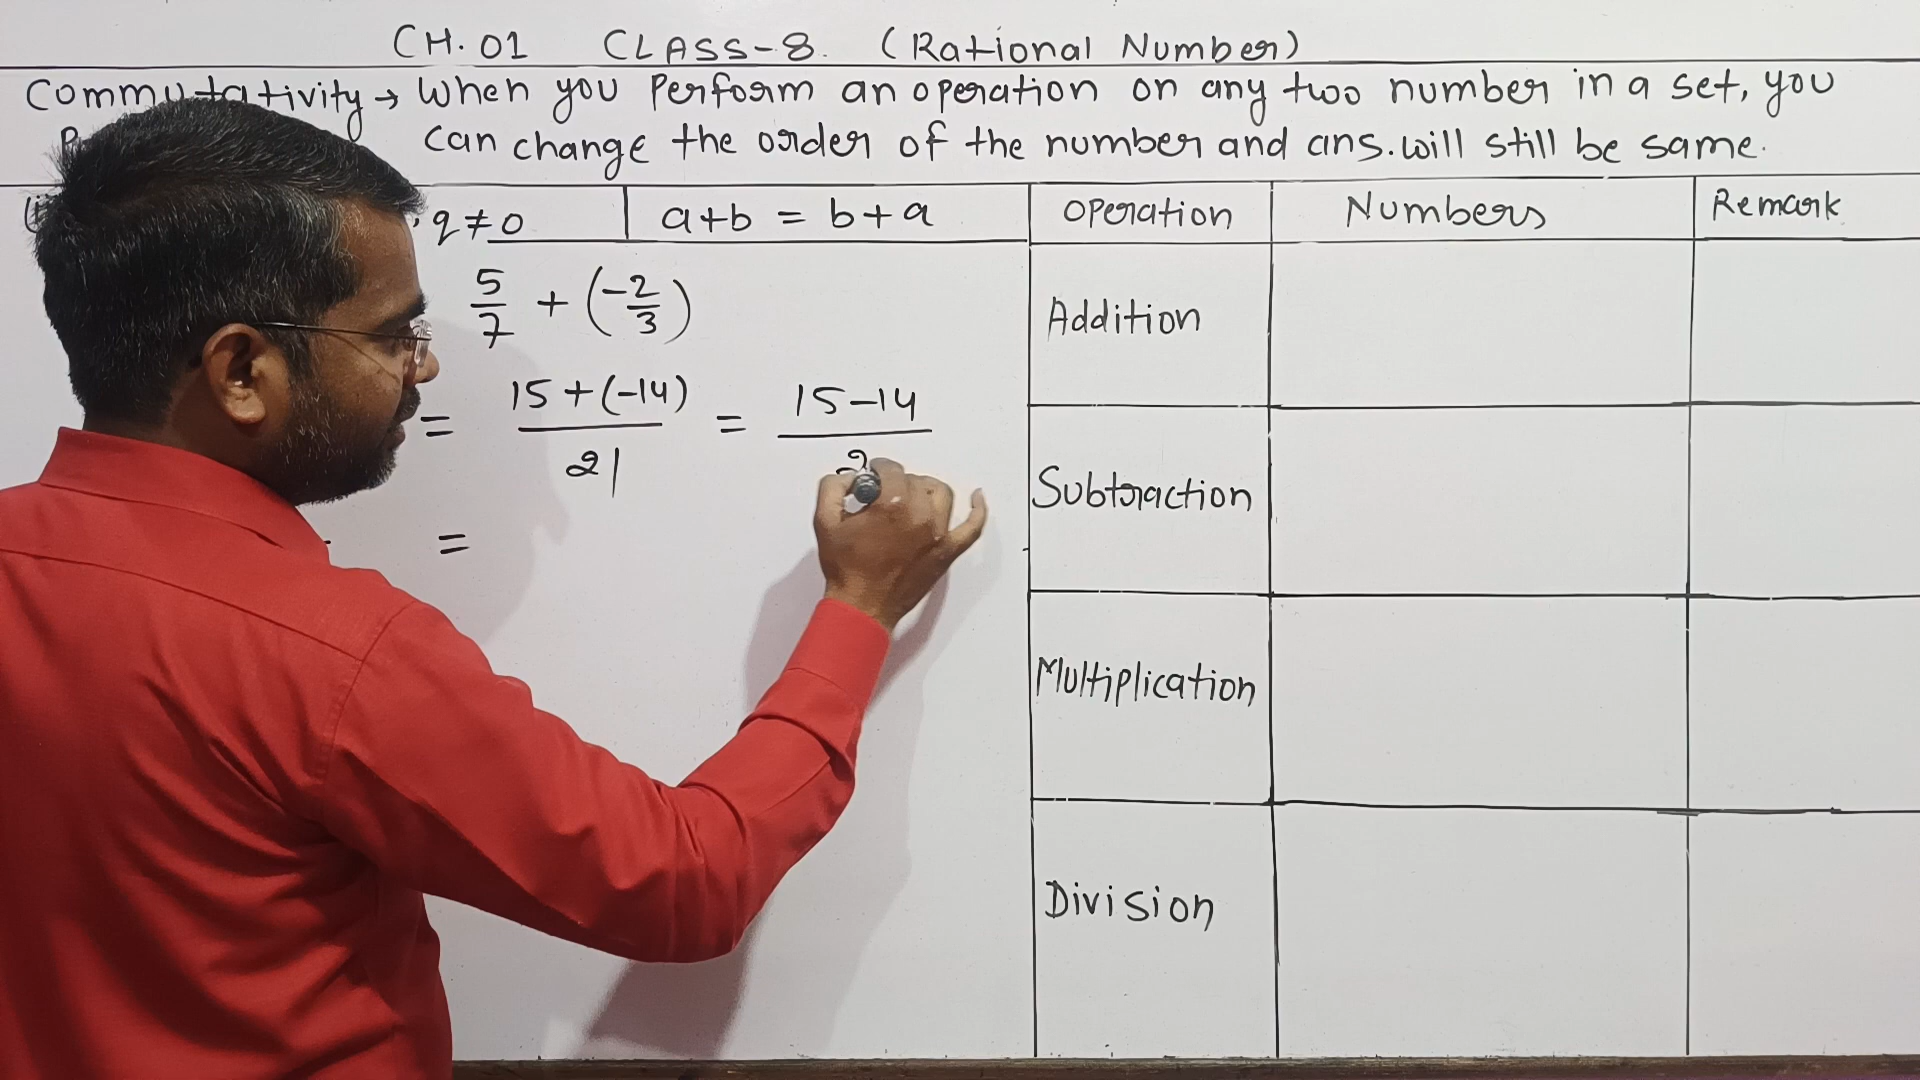 CH.01 CLASS-8. (Rational Number)
Commutativity → When you Perform an operation on any two number in a set, you
can change the order of the number and ans. will still be same.
q ≠ 0 a+b = b+a
5/7 + (-2/3)
= 15+(-14)/21 = 15-14/2
=
Operation Numbers Remark
Addition
Subtraction
Multiplication
Division